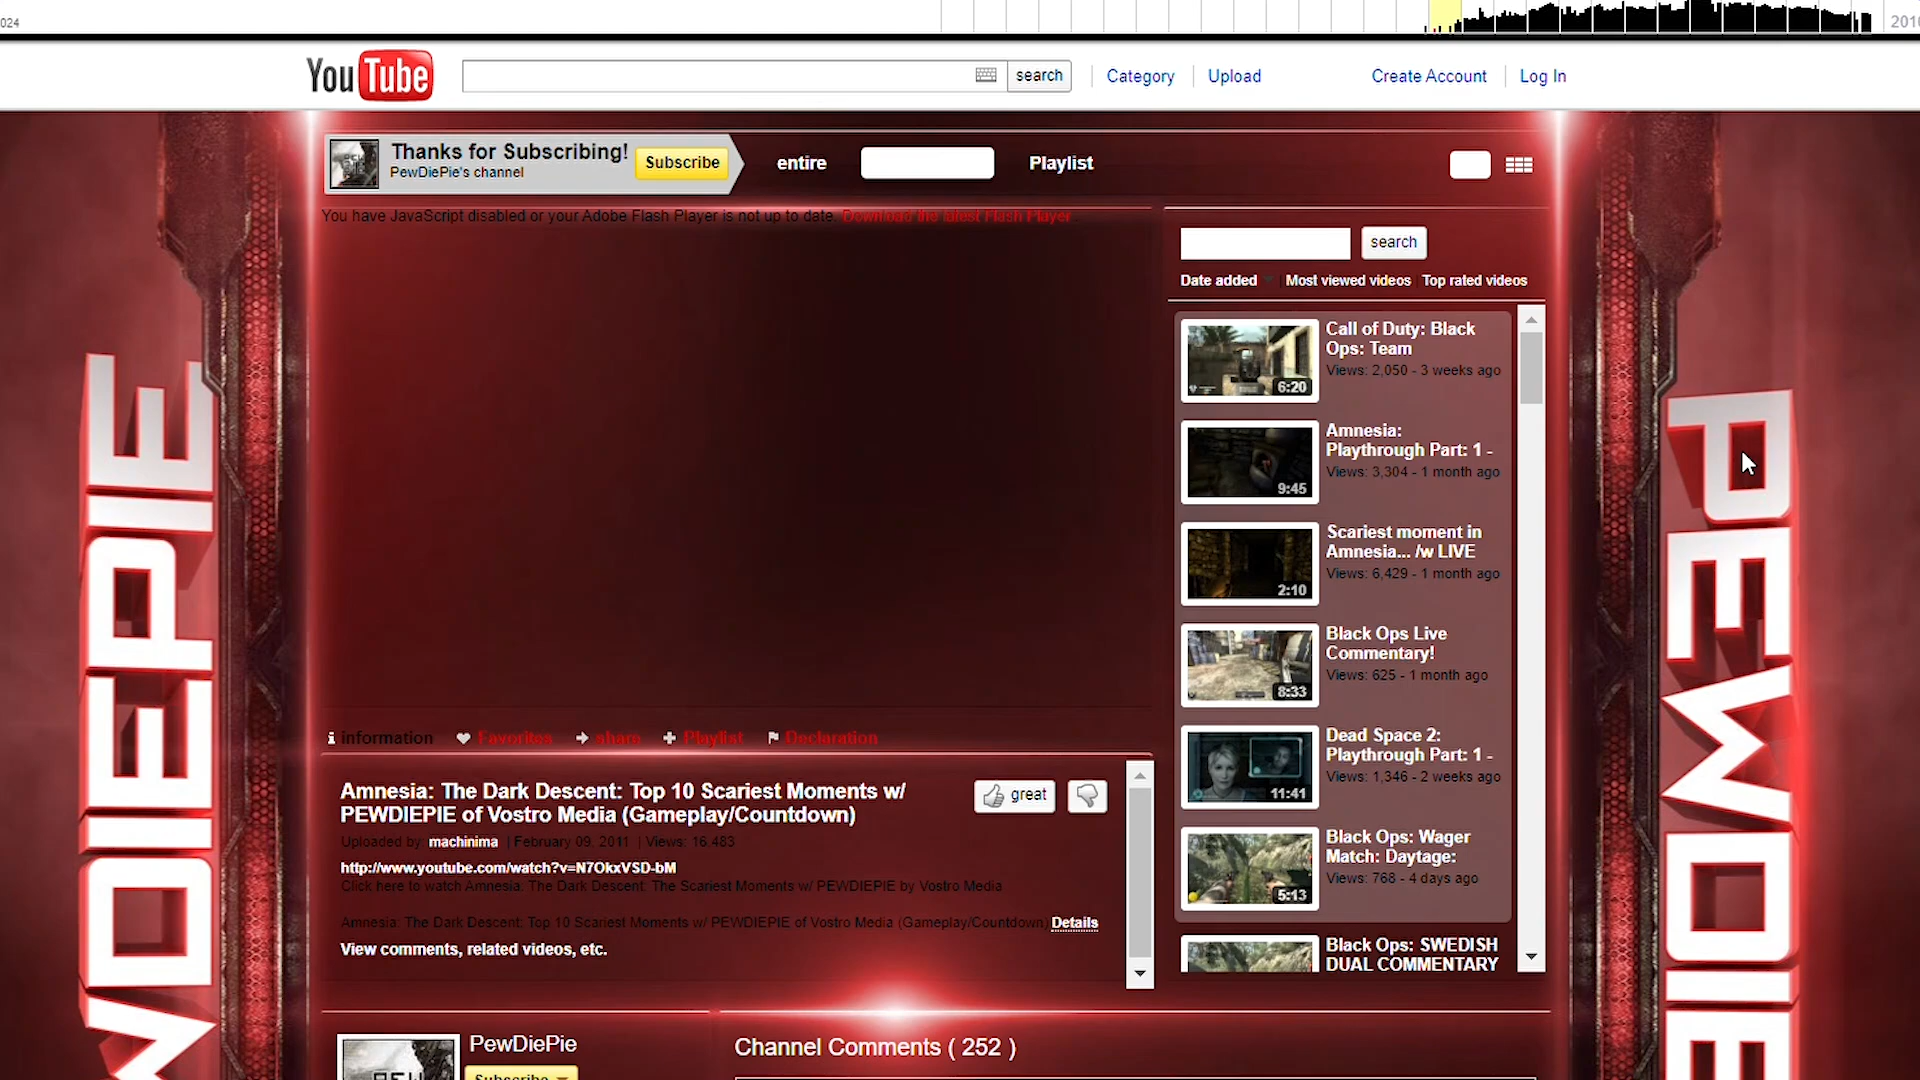 024
2010
YouTube
search
Category
Upload
Create Account
Log In
Thanks for Subscribing!
PewDiePie's channel
Subscribe
entire
Playlist
You have JavaScript disabled or your Adobe Flash Player is not up to date. Download the latest Flash Player
search
Date added
Most viewed videos
Top rated videos
Call of Duty: Black
Ops: Team
Views: 2,050 - 3 weeks ago
6:20
Amnesia:
Playthrough Part: 1 -
Views: 3,304 - 1 month ago
9:45
Scariest moment in
Amnesia... /w LIVE
Views: 6,429 - 1 month ago
2:10
Black Ops Live
Commentary!
Views: 625 - 1 month ago
8:33
Dead Space 2:
Playthrough Part: 1 -
Views: 1,346 - 2 weeks ago
11:41
Black Ops: Wager
Match: Daytage:
Views: 768 - 4 days ago
5:13
Black Ops: SWEDISH
DUAL COMMENTARY
information
Favorites
share
Playlist
Declaration
Amnesia: The Dark Descent: Top 10 Scariest Moments w/
PEWDIEPIE of Vostro Media (Gameplay/Countdown)
great
Uploaded by: machinima | February 09, 2011 | Views: 16,483
http://www.youtube.com/watch?v=N7OkxVSD-bM
Click here to watch Amnesia: The Dark Descent: The Scariest Moments w/ PEWDIEPIE by Vostro Media
Amnesia: The Dark Descent: Top 10 Scariest Moments w/ PEWDIEPIE of Vostro Media (Gameplay/Countdown) Details
View comments, related videos, etc.
PewDiePie
Subscribe
Channel Comments ( 252 )
WDIEPIE
PEWDIE